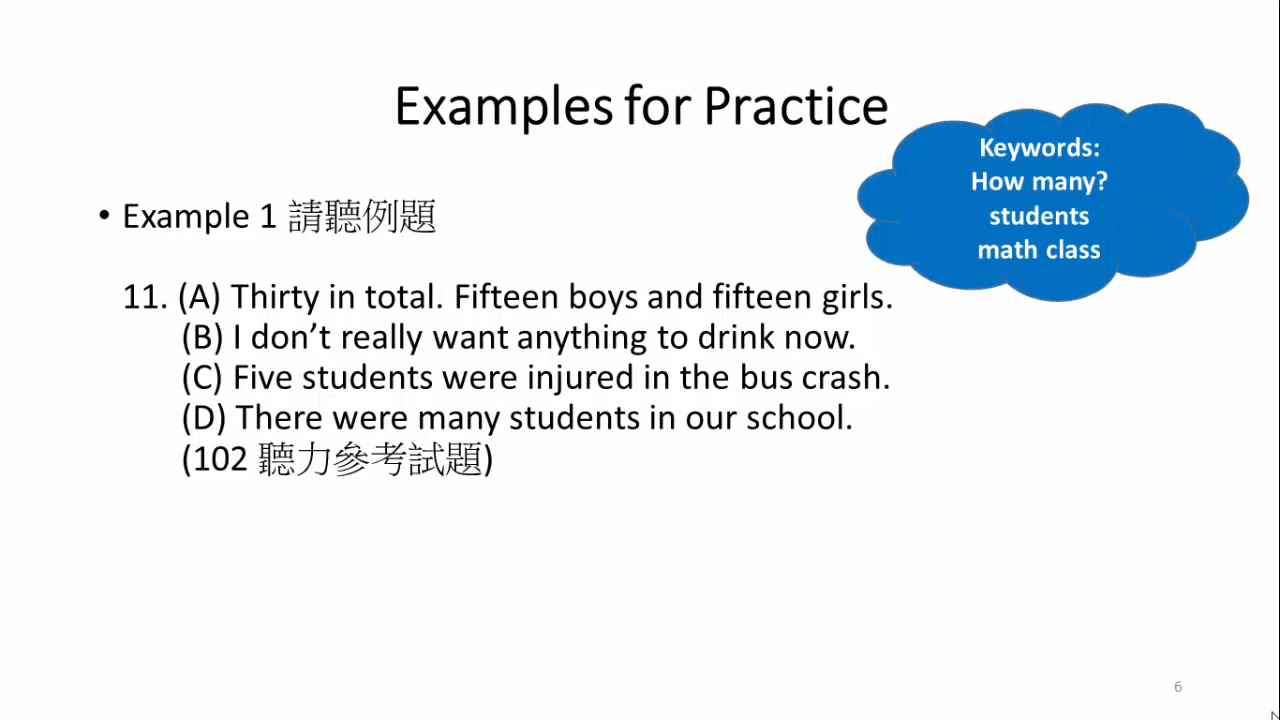 Examples for Practice
Keywords:
How many?
students
math class
• Example 1 請聽例題
11. (A) Thirty in total. Fifteen boys and fifteen girls.
(B) I don’t really want anything to drink now.
(C) Five students were injured in the bus crash.
(D) There were many students in our school.
(102 聽力參考試題)
6